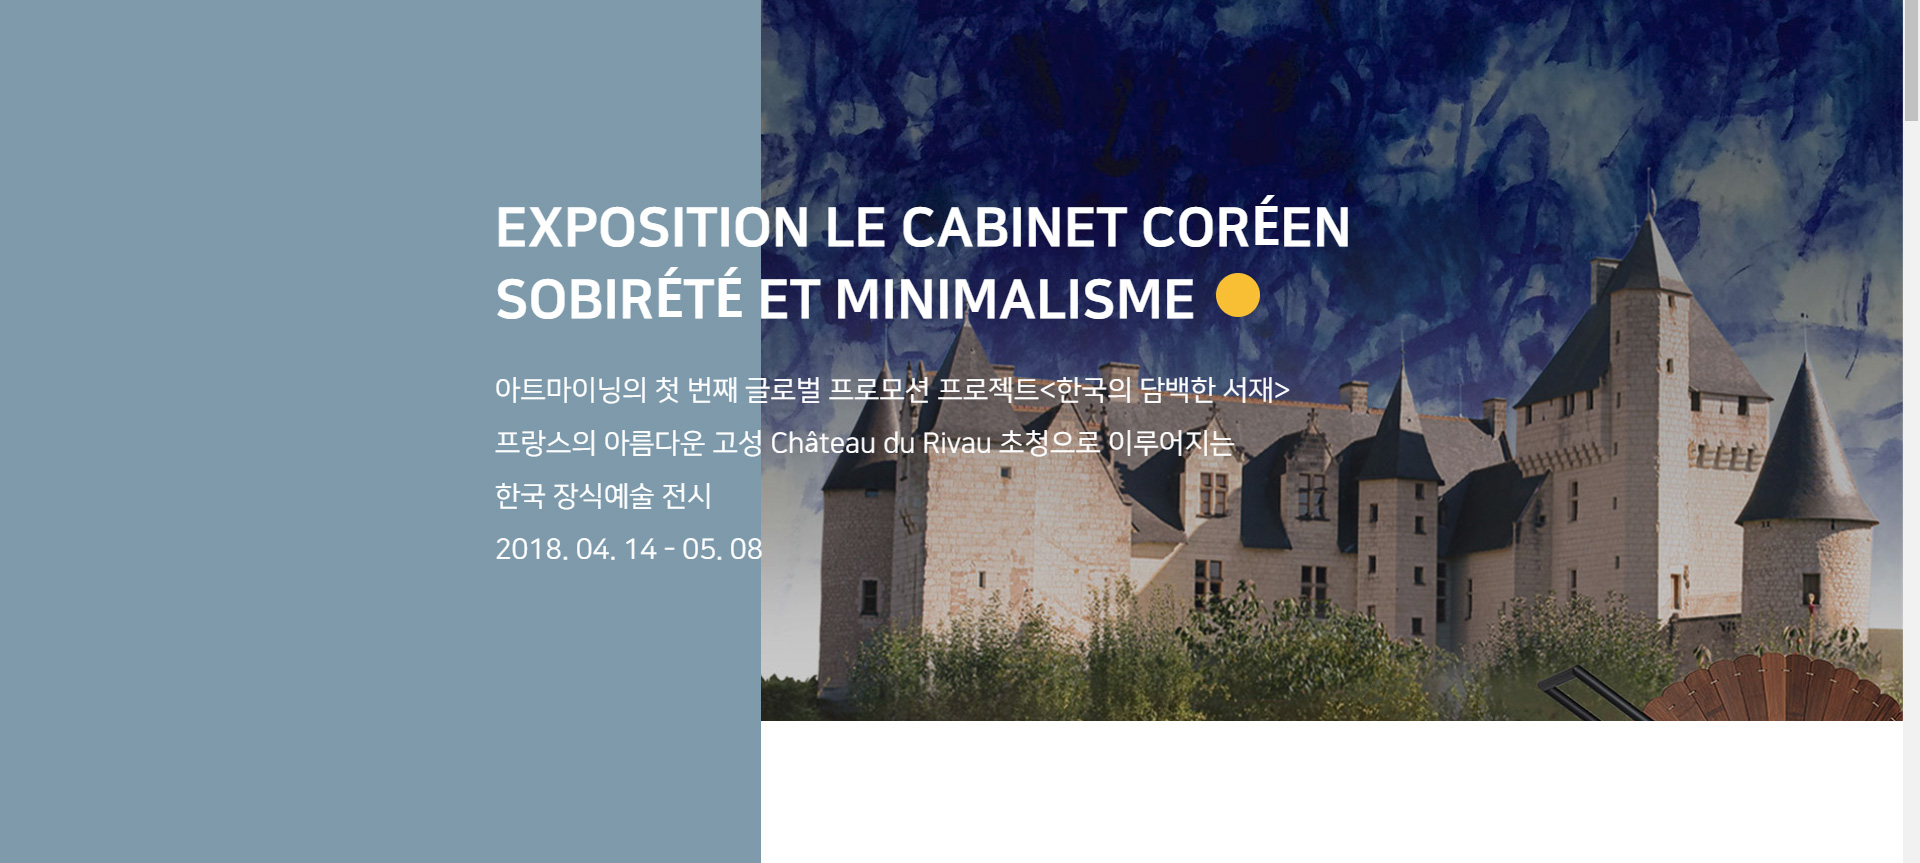 EXPOSITION LE CABINET CORÉEN
SOBIRÉTÉ ET MINIMALISME
아트마이닝의 첫 번째 글로벌 프로모션 프로젝트<한국의 담백한 서재>
프랑스의 아름다운 고성 Château du Rivau 초청으로 이루어지는
한국 장식예술 전시
2018. 04. 14 - 05. 08